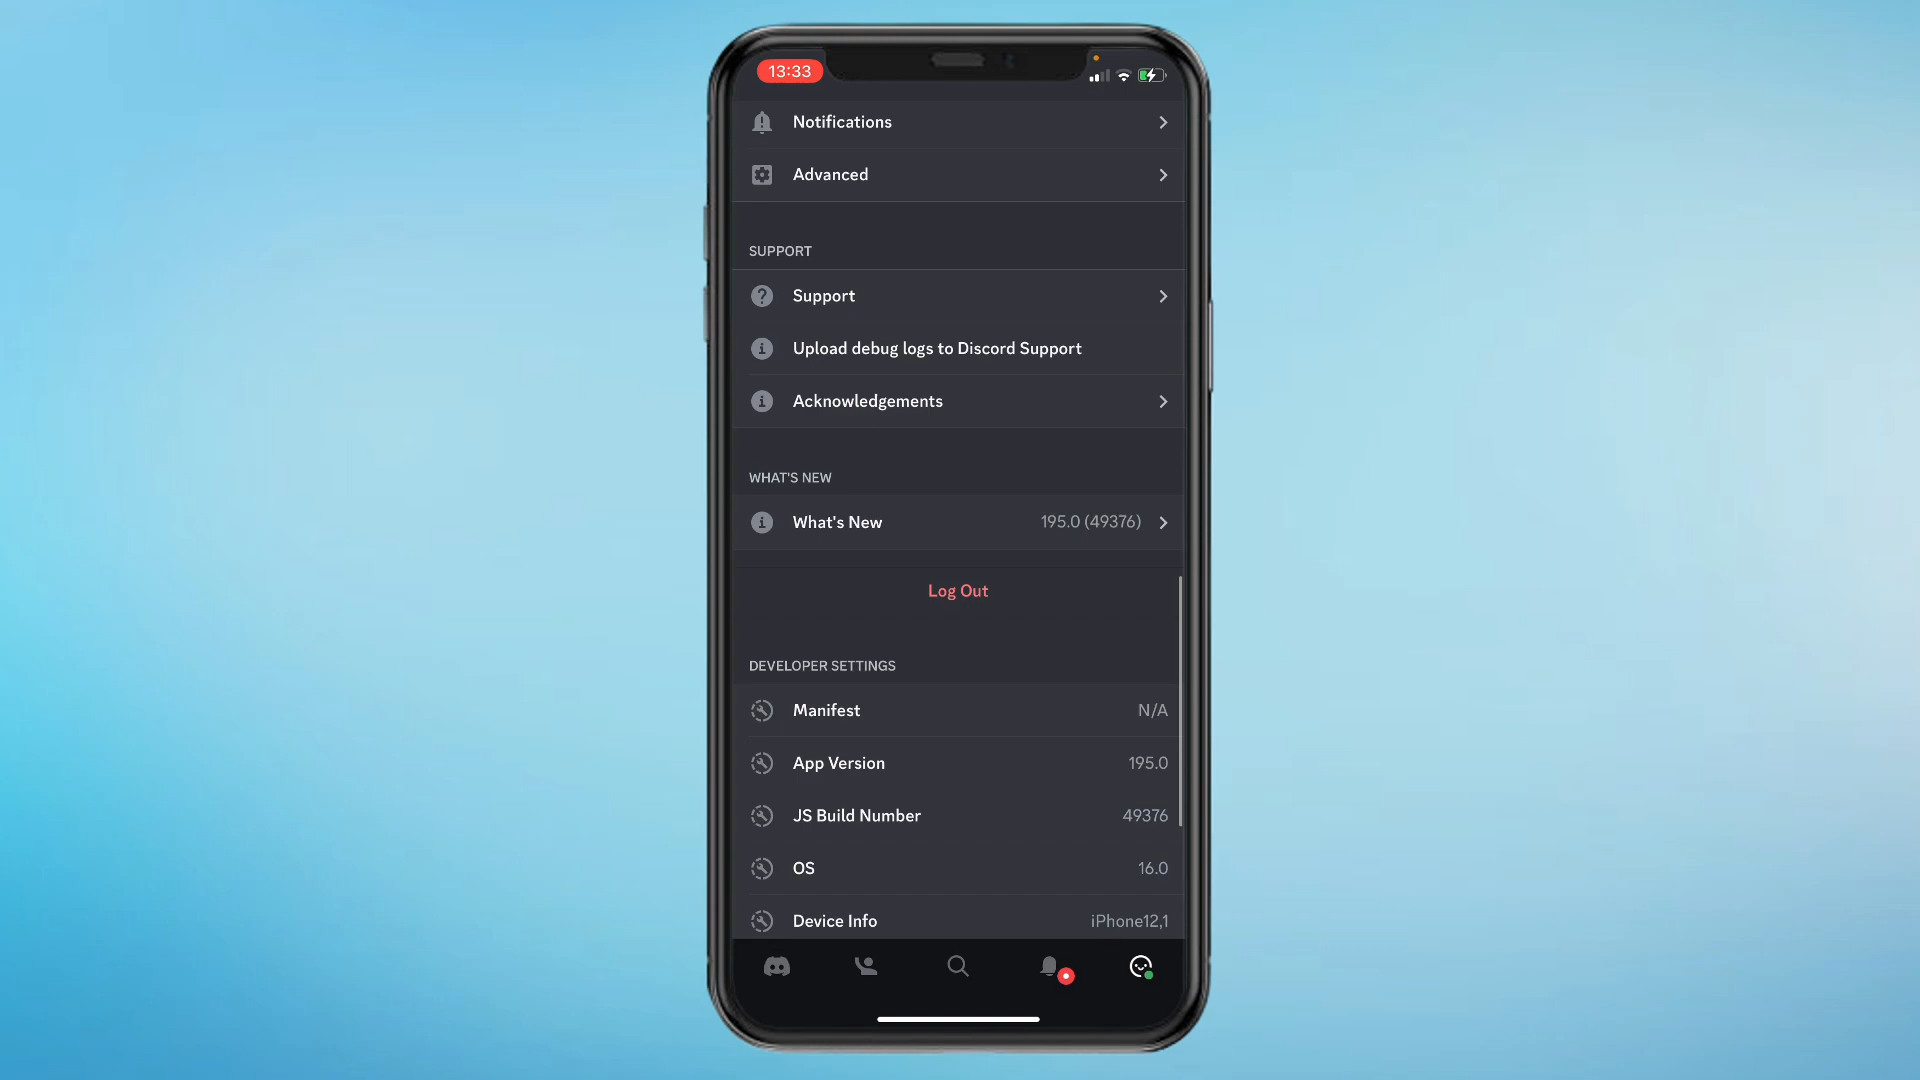 13:33
Notifications
Advanced
SUPPORT
Support
Upload debug logs to Discord Support
Acknowledgements
WHAT'S NEW
What's New 195.0 (49376)
Log Out
DEVELOPER SETTINGS
Manifest N/A
App Version 195.0
JS Build Number 49376
OS 16.0
Device Info iPhone12,1